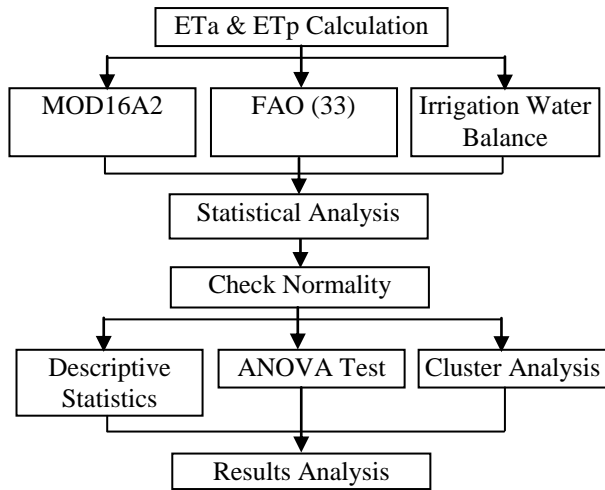 ETa & ETp Calculation
MOD16A2
FAO (33)
Irrigation Water
Balance
Statistical Analysis
Check Normality
Descriptive
Statistics
ANOVA Test
Cluster Analysis
Results Analysis